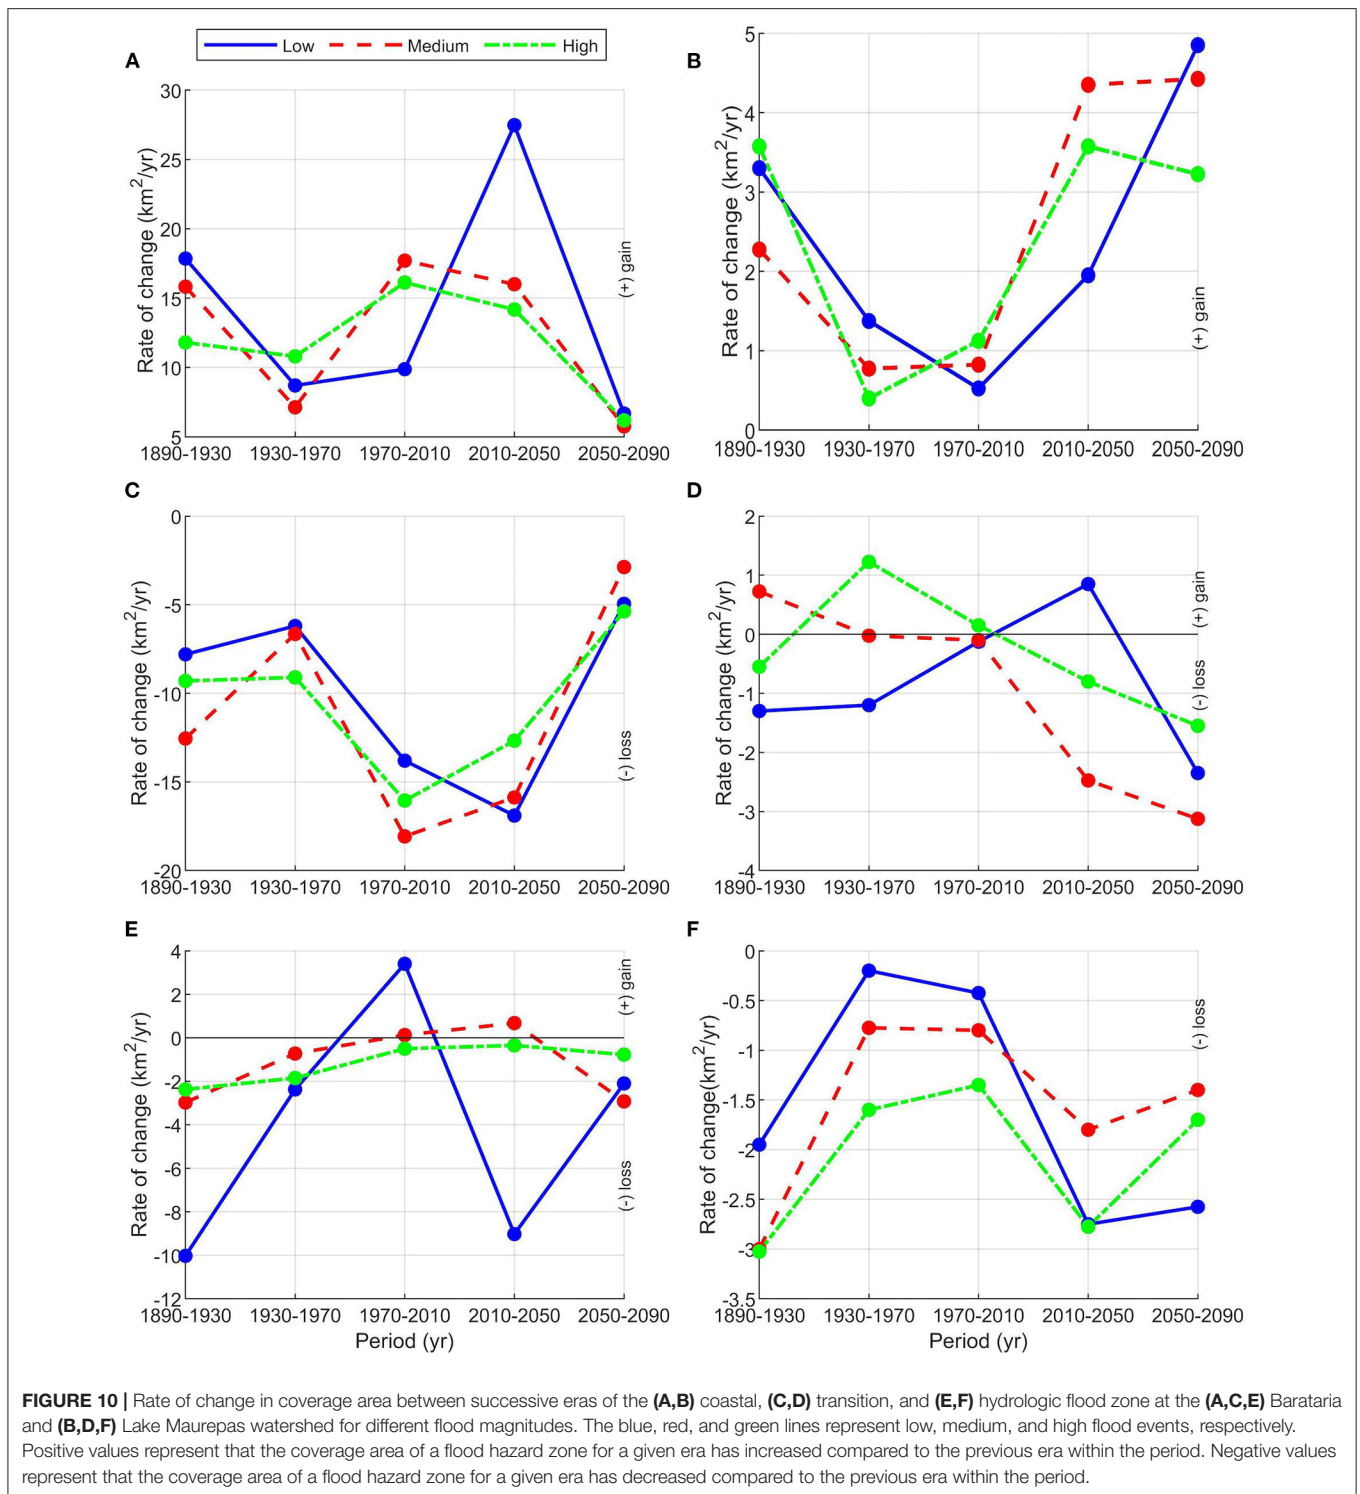 Low Medium High
A
30
25
20
15
10
5
Rate of change (km²/yr)
(+) gain
1890-1930 1930-1970 1970-2010 2010-2050 2050-2090
B
5
4
3
2
1
0
Rate of change (km²/yr)
(+) gain
1890-1930 1930-1970 1970-2010 2010-2050 2050-2090
C
0
-5
-10
-15
-20
Rate of change (km²/yr)
(-) loss
1890-1930 1930-1970 1970-2010 2010-2050 2050-2090
D
2
1
0
-1
-2
-3
-4
Rate of change (km²/yr)
(+) gain
(-) loss
1890-1930 1930-1970 1970-2010 2010-2050 2050-2090
E
4
2
0
-2
-4
-6
-8
-10
-12
Rate of change (km²/yr)
(+) gain
(-) loss
1890-1930 1930-1970 1970-2010 2010-2050 2050-2090
Period (yr)
F
0
-0.5
-1
-1.5
-2
-2.5
-3
-3.5
Rate of change(km²/yr)
(-) loss
1890-1930 1930-1970 1970-2010 2010-2050 2050-2090
Period (yr)
FIGURE 10 | Rate of change in coverage area between successive eras of the (A,B) coastal, (C,D) transition, and (E,F) hydrologic flood zone at the (A,C,E) Barataria
and (B,D,F) Lake Maurepas watershed for different flood magnitudes. The blue, red, and green lines represent low, medium, and high flood events, respectively.
Positive values represent that the coverage area of a flood hazard zone for a given era has increased compared to the previous era within the period. Negative values
represent that the coverage area of a flood hazard zone for a given era has decreased compared to the previous era within the period.